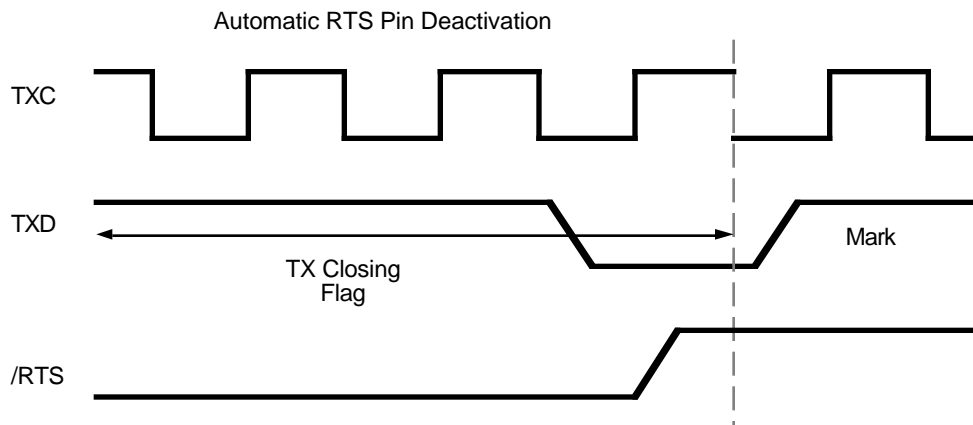 Automatic RTS Pin Deactivation
TXC
TXD
Mark
TX Closing
Flag
/RTS